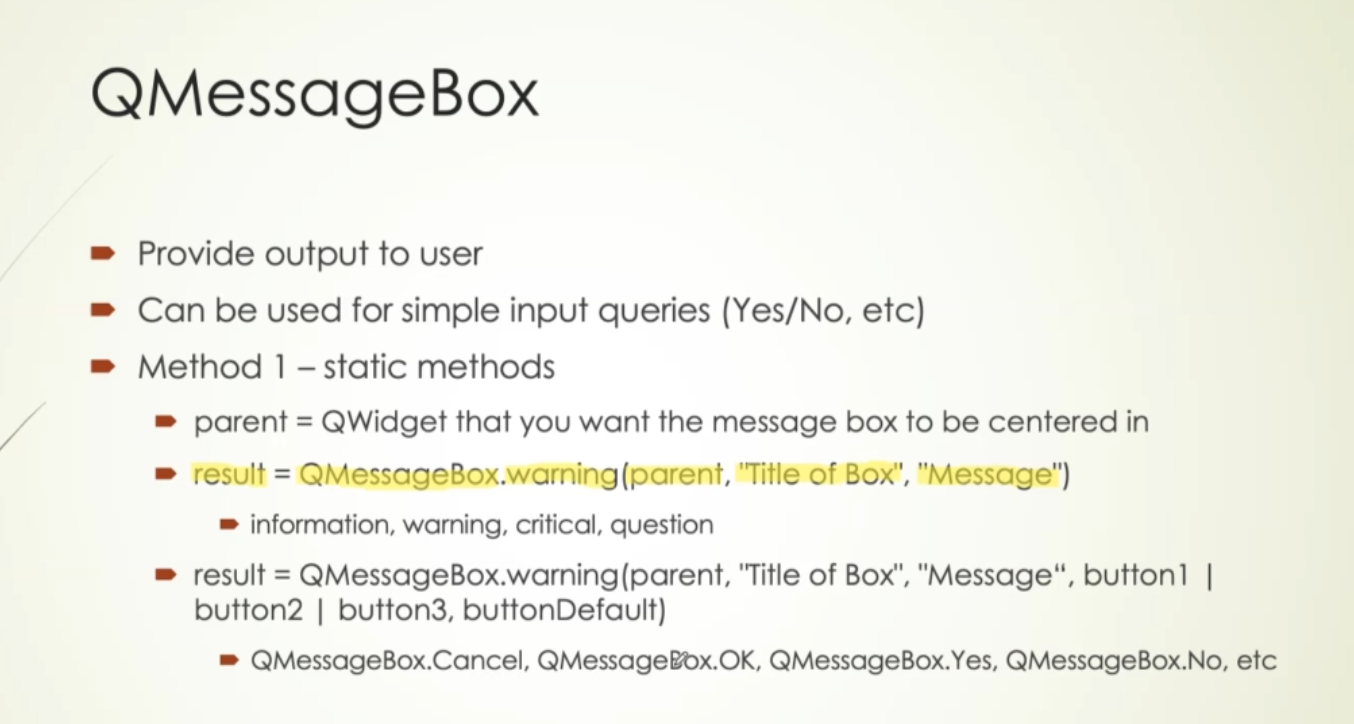 QMessageBox
Provide output to user
Can be used for simple input queries (Yes/No, etc)
Method 1 – static methods
parent = QWidget that you want the message box to be centered in
result = QMessageBox.warning(parent, "Title of Box", "Message")
information, warning, critical, question
result = QMessageBox.warning(parent, "Title of Box", "Message“, button1 |
button2 | button3, buttonDefault)
QMessageBox.Cancel, QMessageBox.OK, QMessageBox.Yes, QMessageBox.No, etc